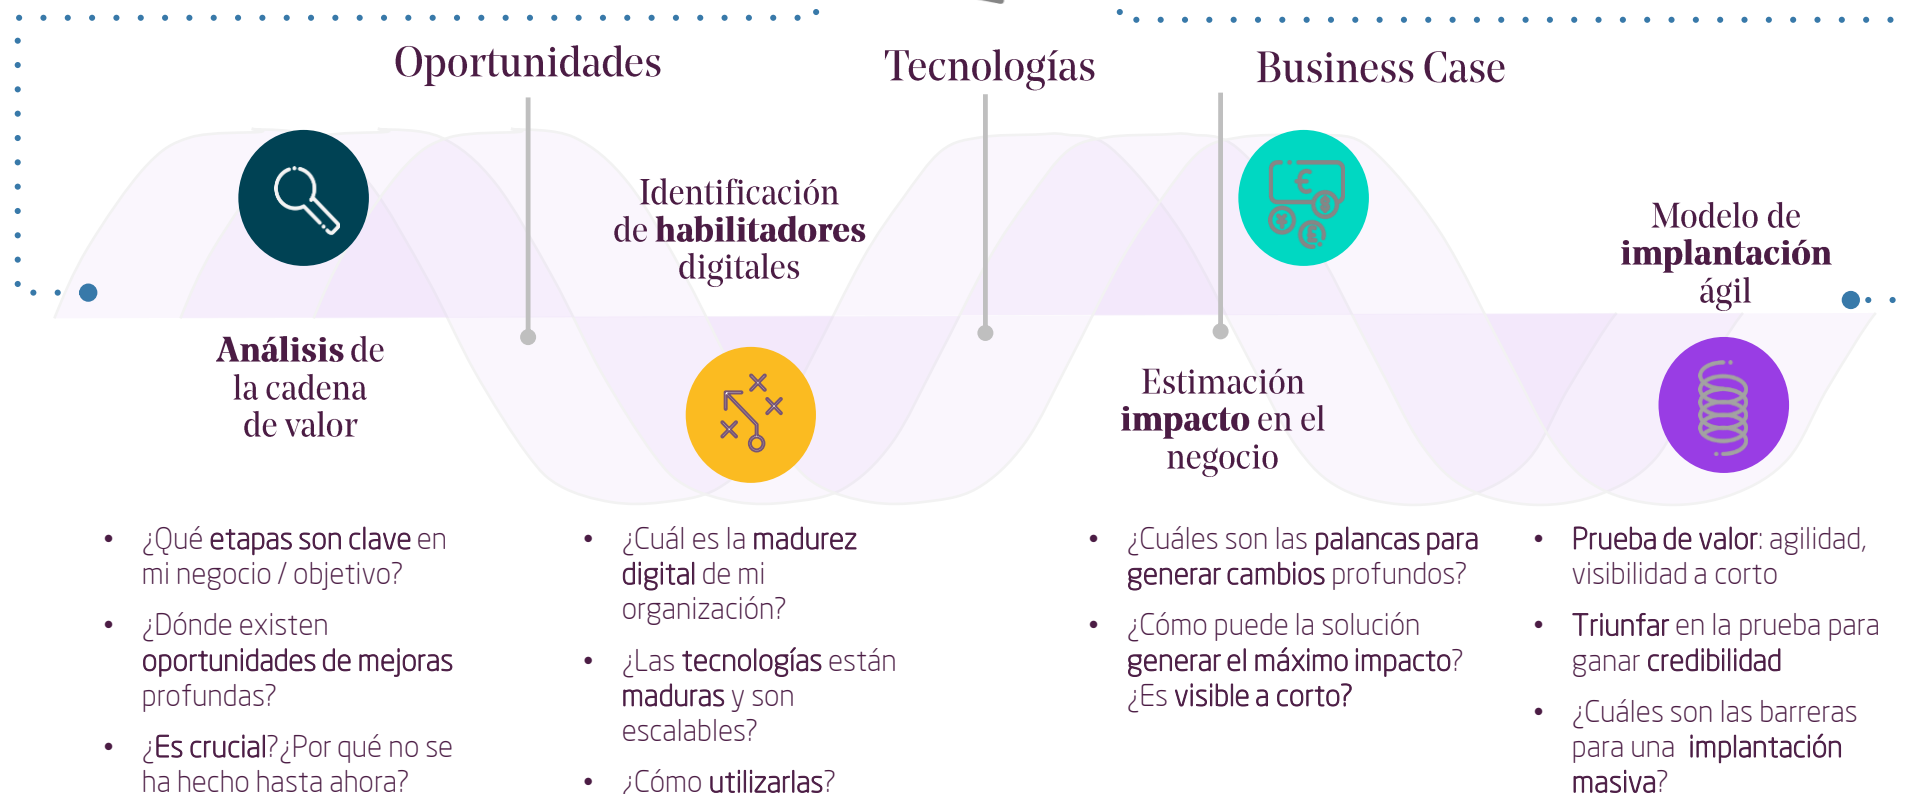 Oportunidades
Tecnologías
Business Case
Análisis de
la cadena
de valor
Identificación
de habilitadores
digitales
Estimación
impacto en el
negocio
Modelo de
implantación
ágil
• ¿Qué etapas son clave en
mi negocio / objetivo?
• ¿Dónde existen
oportunidades de mejoras
profundas?
• ¿Es crucial?¿Por qué no se
ha hecho hasta ahora?
• ¿Cuál es la madurez
digital de mi
organización?
• ¿Las tecnologías están
maduras y son
escalables?
• ¿Cómo utilizarlas?
• ¿Cuáles son las palancas para
generar cambios profundos?
• ¿Cómo puede la solución
generar el máximo impacto?
¿Es visible a corto?
• Prueba de valor: agilidad,
visibilidad a corto
• Triunfar en la prueba para
ganar credibilidad
• ¿Cuáles son las barreras
para una implantación
masiva?